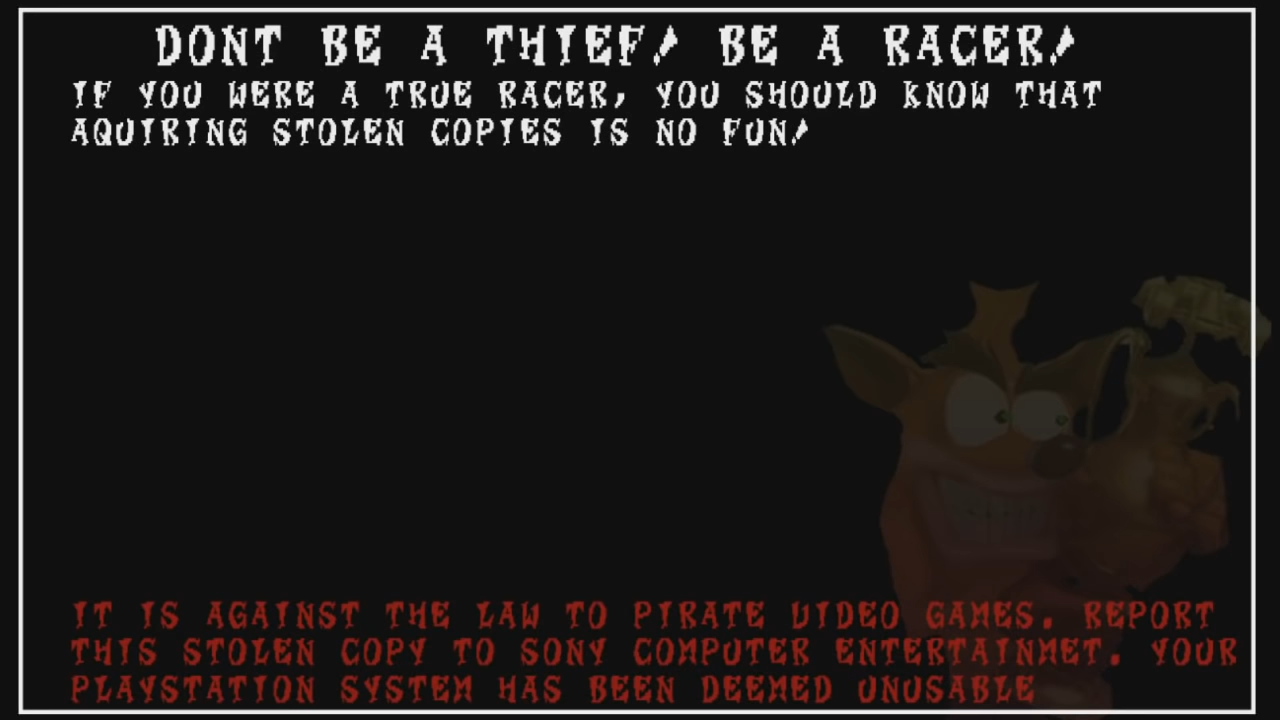 DONT BE A THIEF! BE A RACER!
IF YOU WERE A TRUE RACER, YOU SHOULD KNOW THAT
AQUIRING STOLEN COPIES IS NO FUN!
IT IS AGAINST THE LAW TO PIRATE VIDEO GAMES. REPORT
THIS STOLEN COPY TO SONY COMPUTER ENTERTAINMET. YOUR
PLAYSTATION SYSTEM HAS BEEN DEEMED UNUSABLE